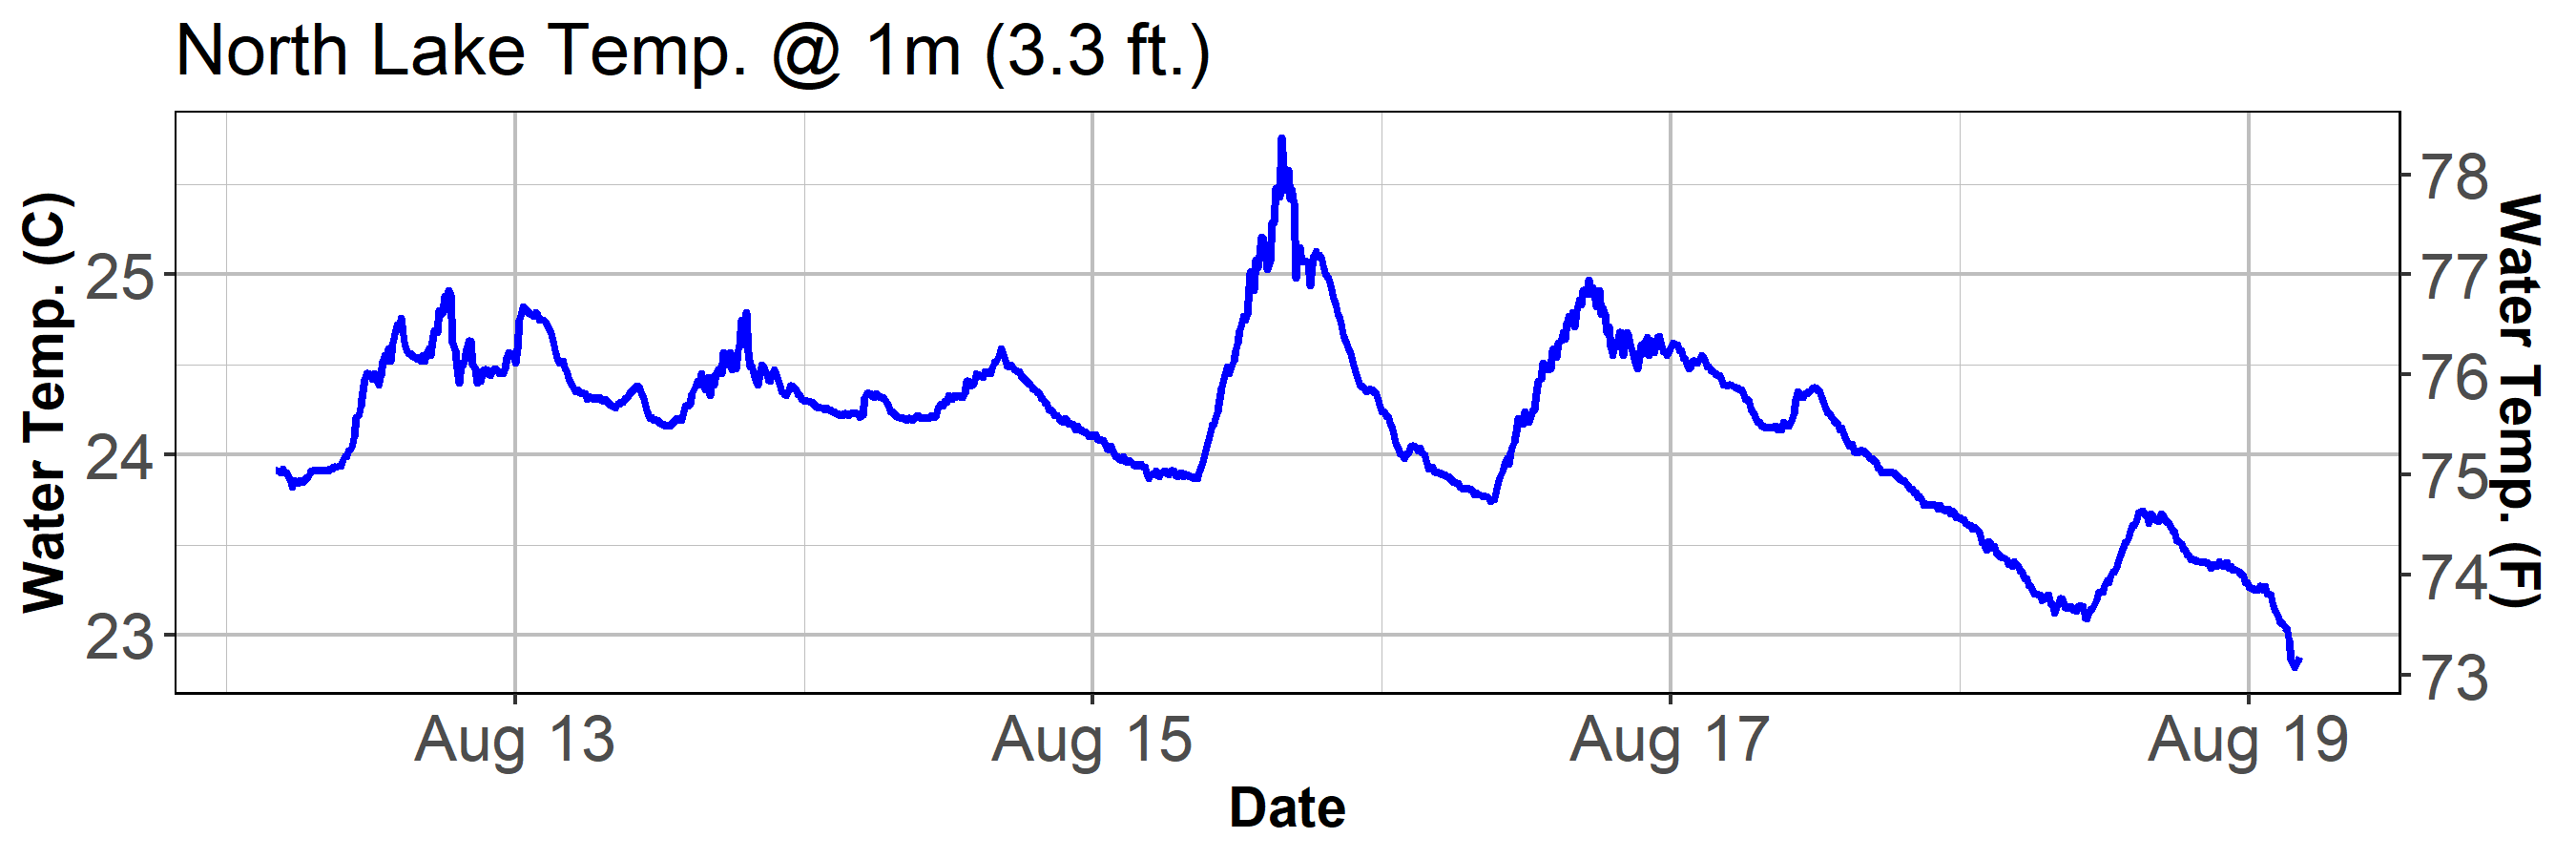 North Lake Temp. @ 1m (3.3 ft.)
Water Temp. (C)
25
24
23
78
77
76
75
74
73
Water Temp. (F)
Aug 13
Aug 15
Aug 17
Aug 19
Date